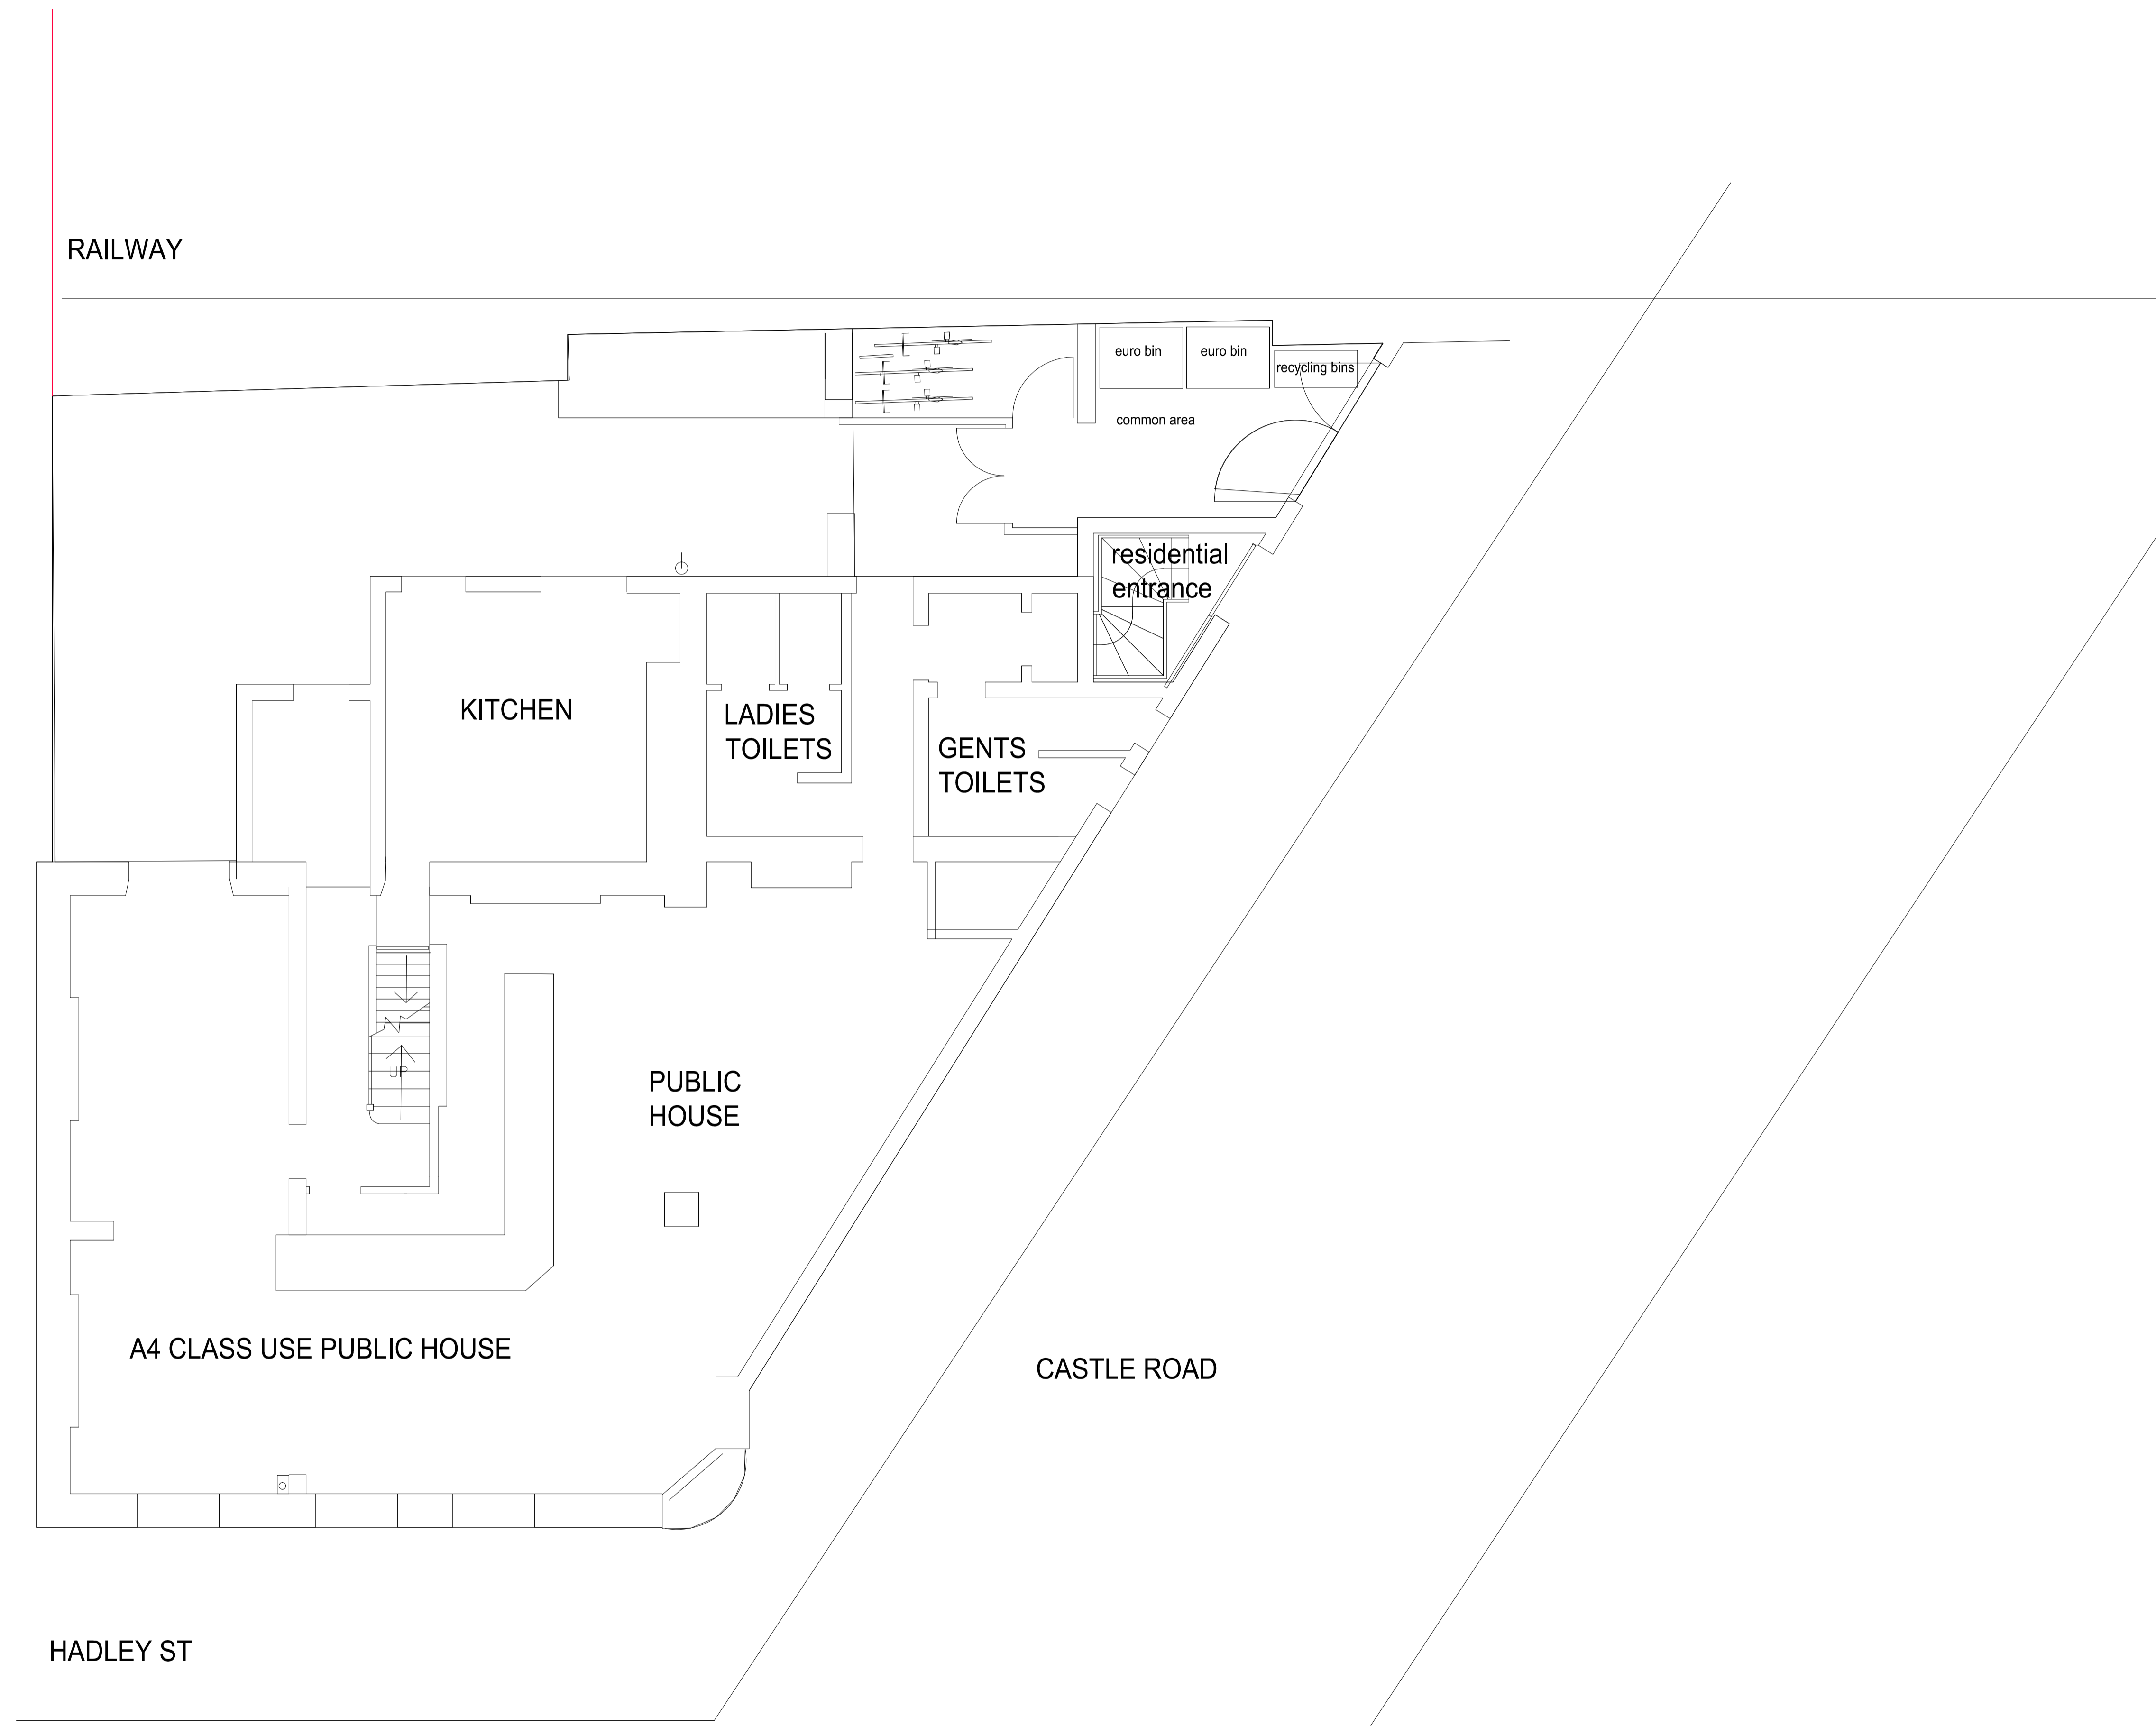 RAILWAY
euro bin
euro bin
recycling bins
common area
residential
entrance
KITCHEN
LADIES
TOILETS
GENTS
TOILETS
UP
PUBLIC
HOUSE
A4 CLASS USE PUBLIC HOUSE
CASTLE ROAD
HADLEY ST